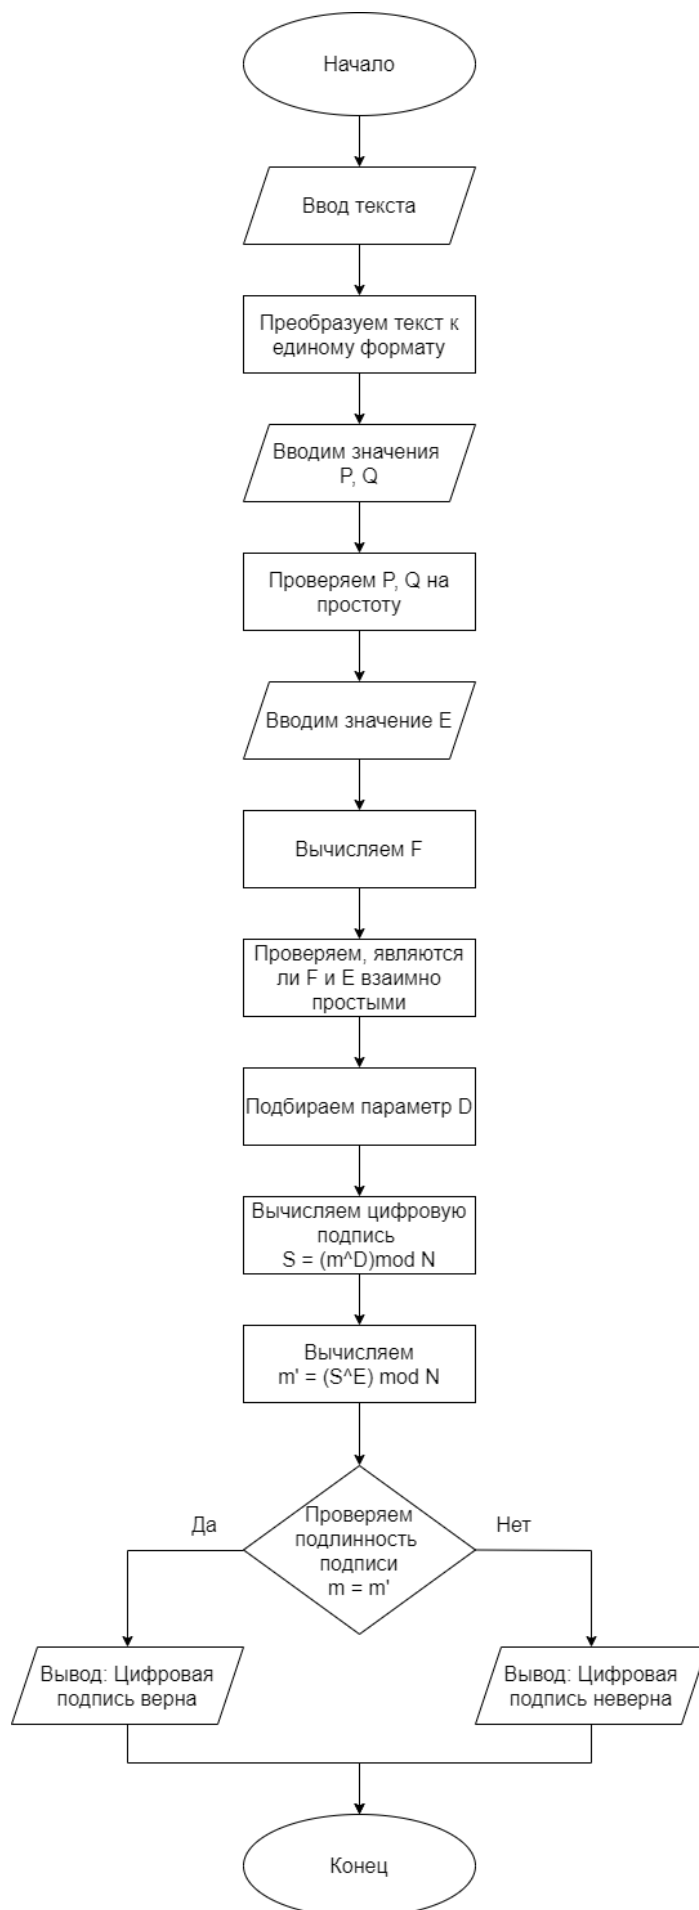 Начало
Ввод текста
Преобразуем текст к
единому формату
Вводим значения
P, Q
Проверяем P, Q на
простоту
Вводим значение E
Вычисляем F
Проверяем, являются
ли F и E взаимно
простыми
Подбираем параметр D
Вычисляем цифровую
подпись
S = (m^D)mod N
Вычисляем
m' = (S^E) mod N
Проверяем
подлинность
подписи
m = m'
Да
Нет
Вывод: Цифровая
подпись верна
Вывод: Цифровая
подпись неверна
Конец